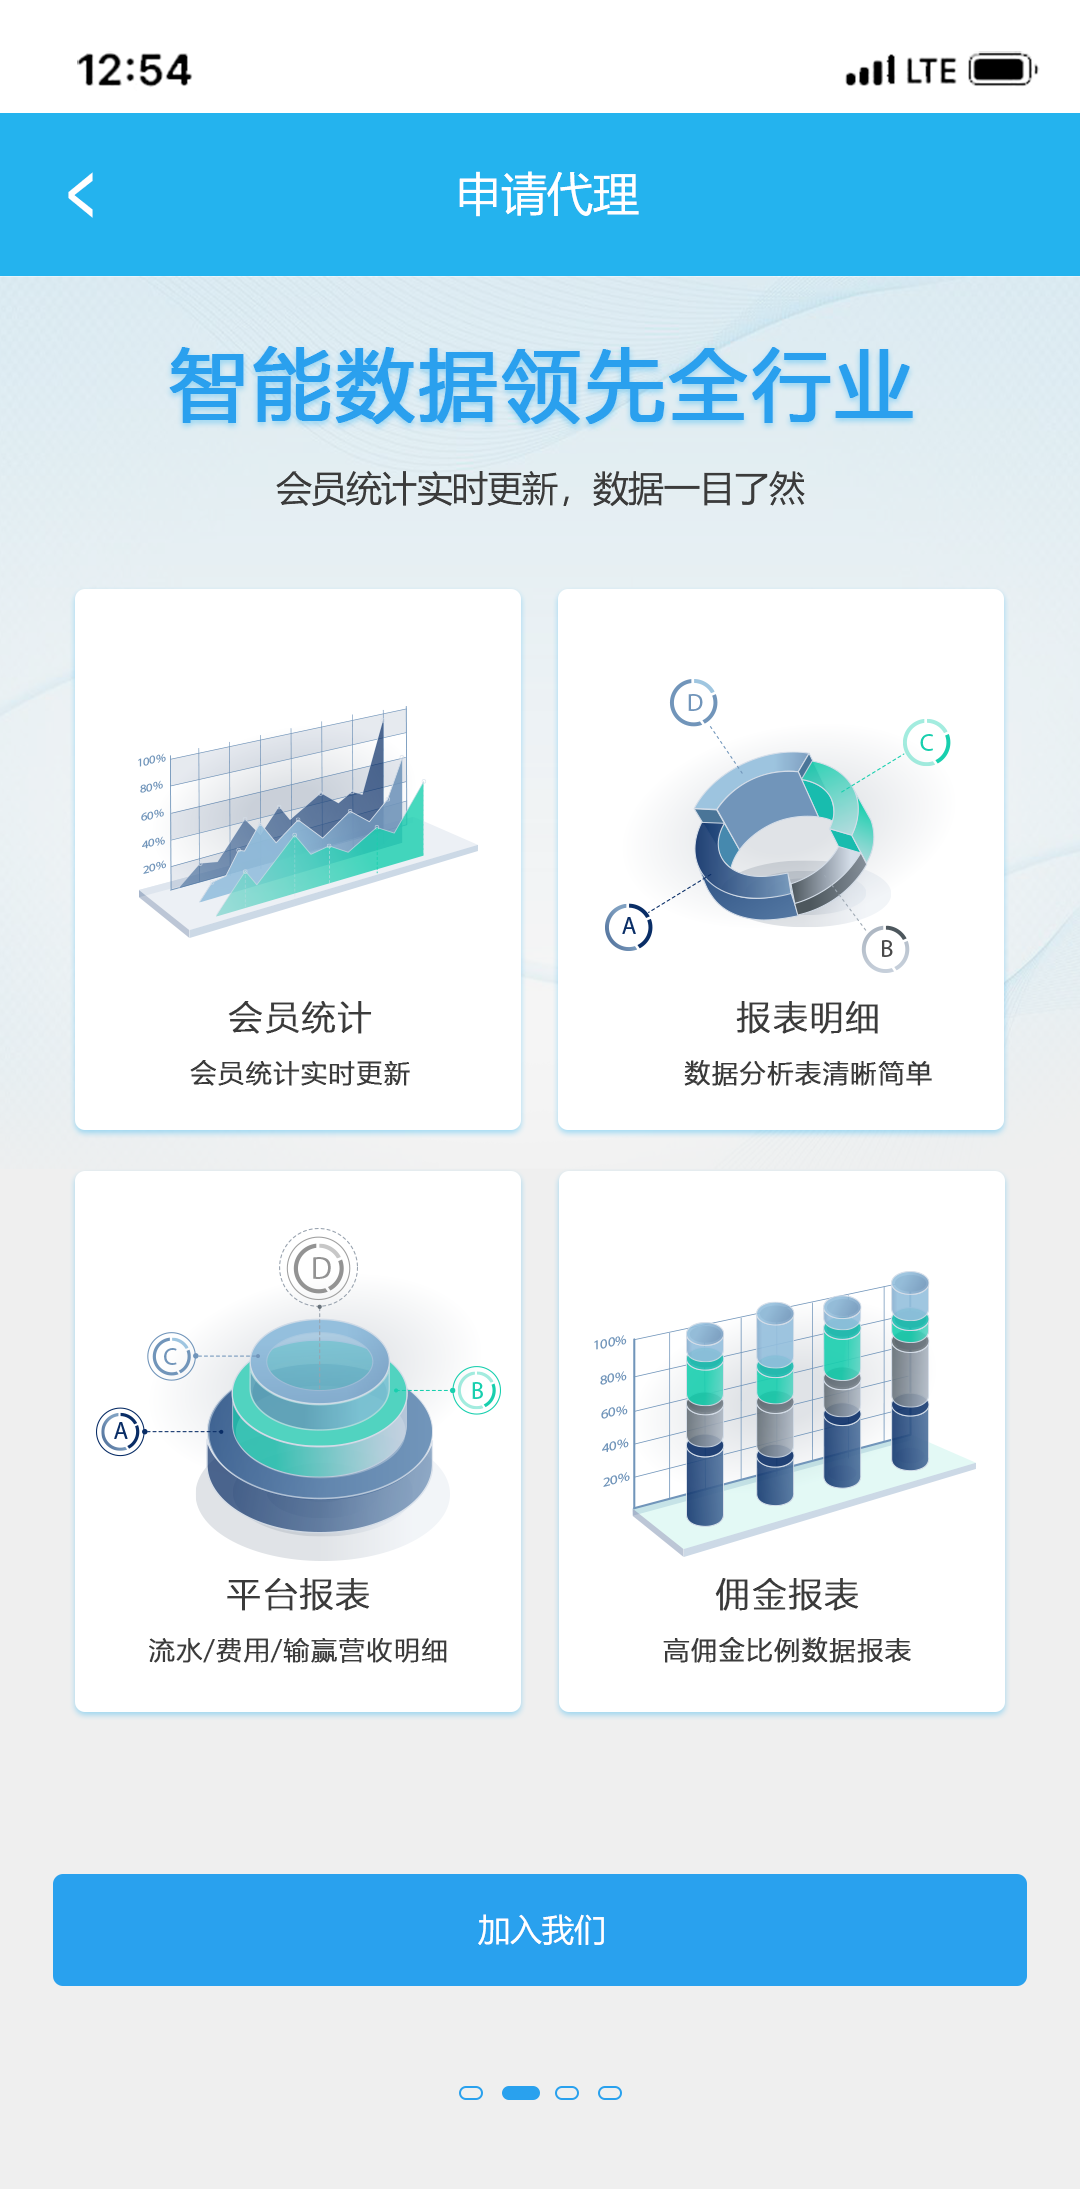 12:54
LTE
申请代理
智能数据领先全行业
会员统计实时更新，数据一目了然
100%
80%
60%
40%
20%
会员统计
会员统计实时更新
D
C
A
B
报表明细
数据分析表清晰简单
D
C
B
A
平台报表
流水/费用/输赢营收明细
100%
80%
60%
40%
20%
佣金报表
高佣金比例数据报表
加入我们